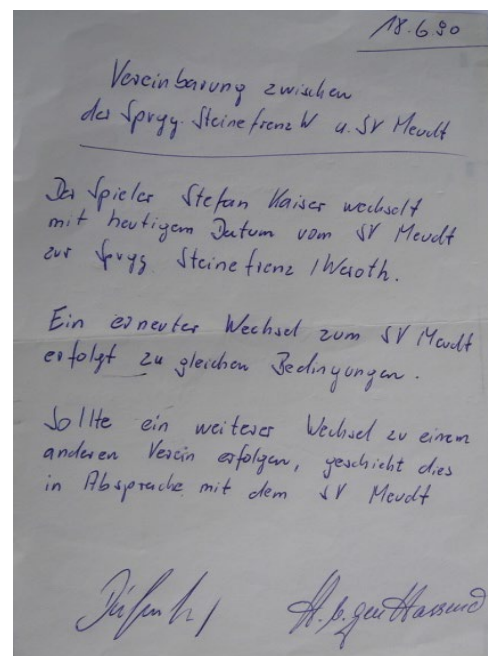 18.6.90
Vereinbarung zwischen
der Spvgg. Steinefrenz W u. SV Meudt
Der Spieler Stefan Kaiser wechselt
mit heutigem Datum vom SV Meudt
zur Spvgg. Steinefrenz / Weroth.
Ein erneuter Wechsel zum SV Meudt
erfolgt zu gleichen Bedingungen.
Sollte ein weiterer Wechsel zu einem
anderen Verein erfolgen, geschieht dies
in Absprache mit dem SV Meudt